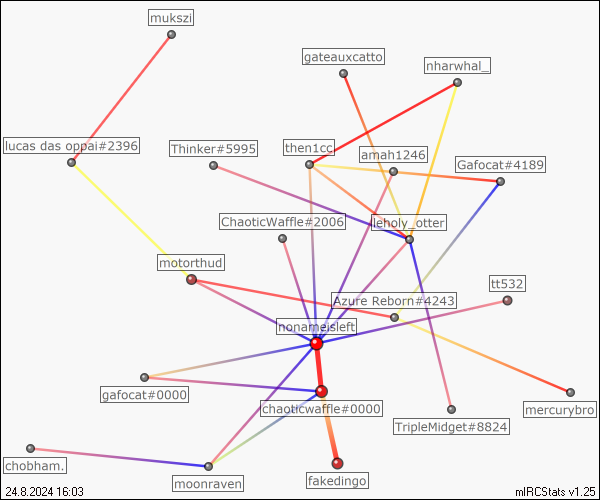 mukszi
gateauxcatto
nharwhal_
lucas das oppai#2396
Thinker#5995
then1cc
amah1246
Gafocat#4189
ChaoticWaffle#2006
leholy_otter
motorthud
tt532
Azure Reborn#4243
nonameisleft
gafocat#0000
chaoticwaffle#0000
mercurybro
TripleMidget#8824
chobham.
moonraven
fakedingo
24.8.2024 16:03
mIRCStats v1.25